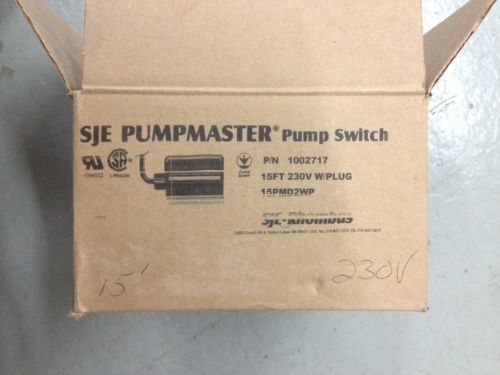 SJE PUMPMASTER® Pump Switch
P/N 1002717
15FT 230V W/PLUG
15PMD2WP
SJE-Rhombus
15'
230V